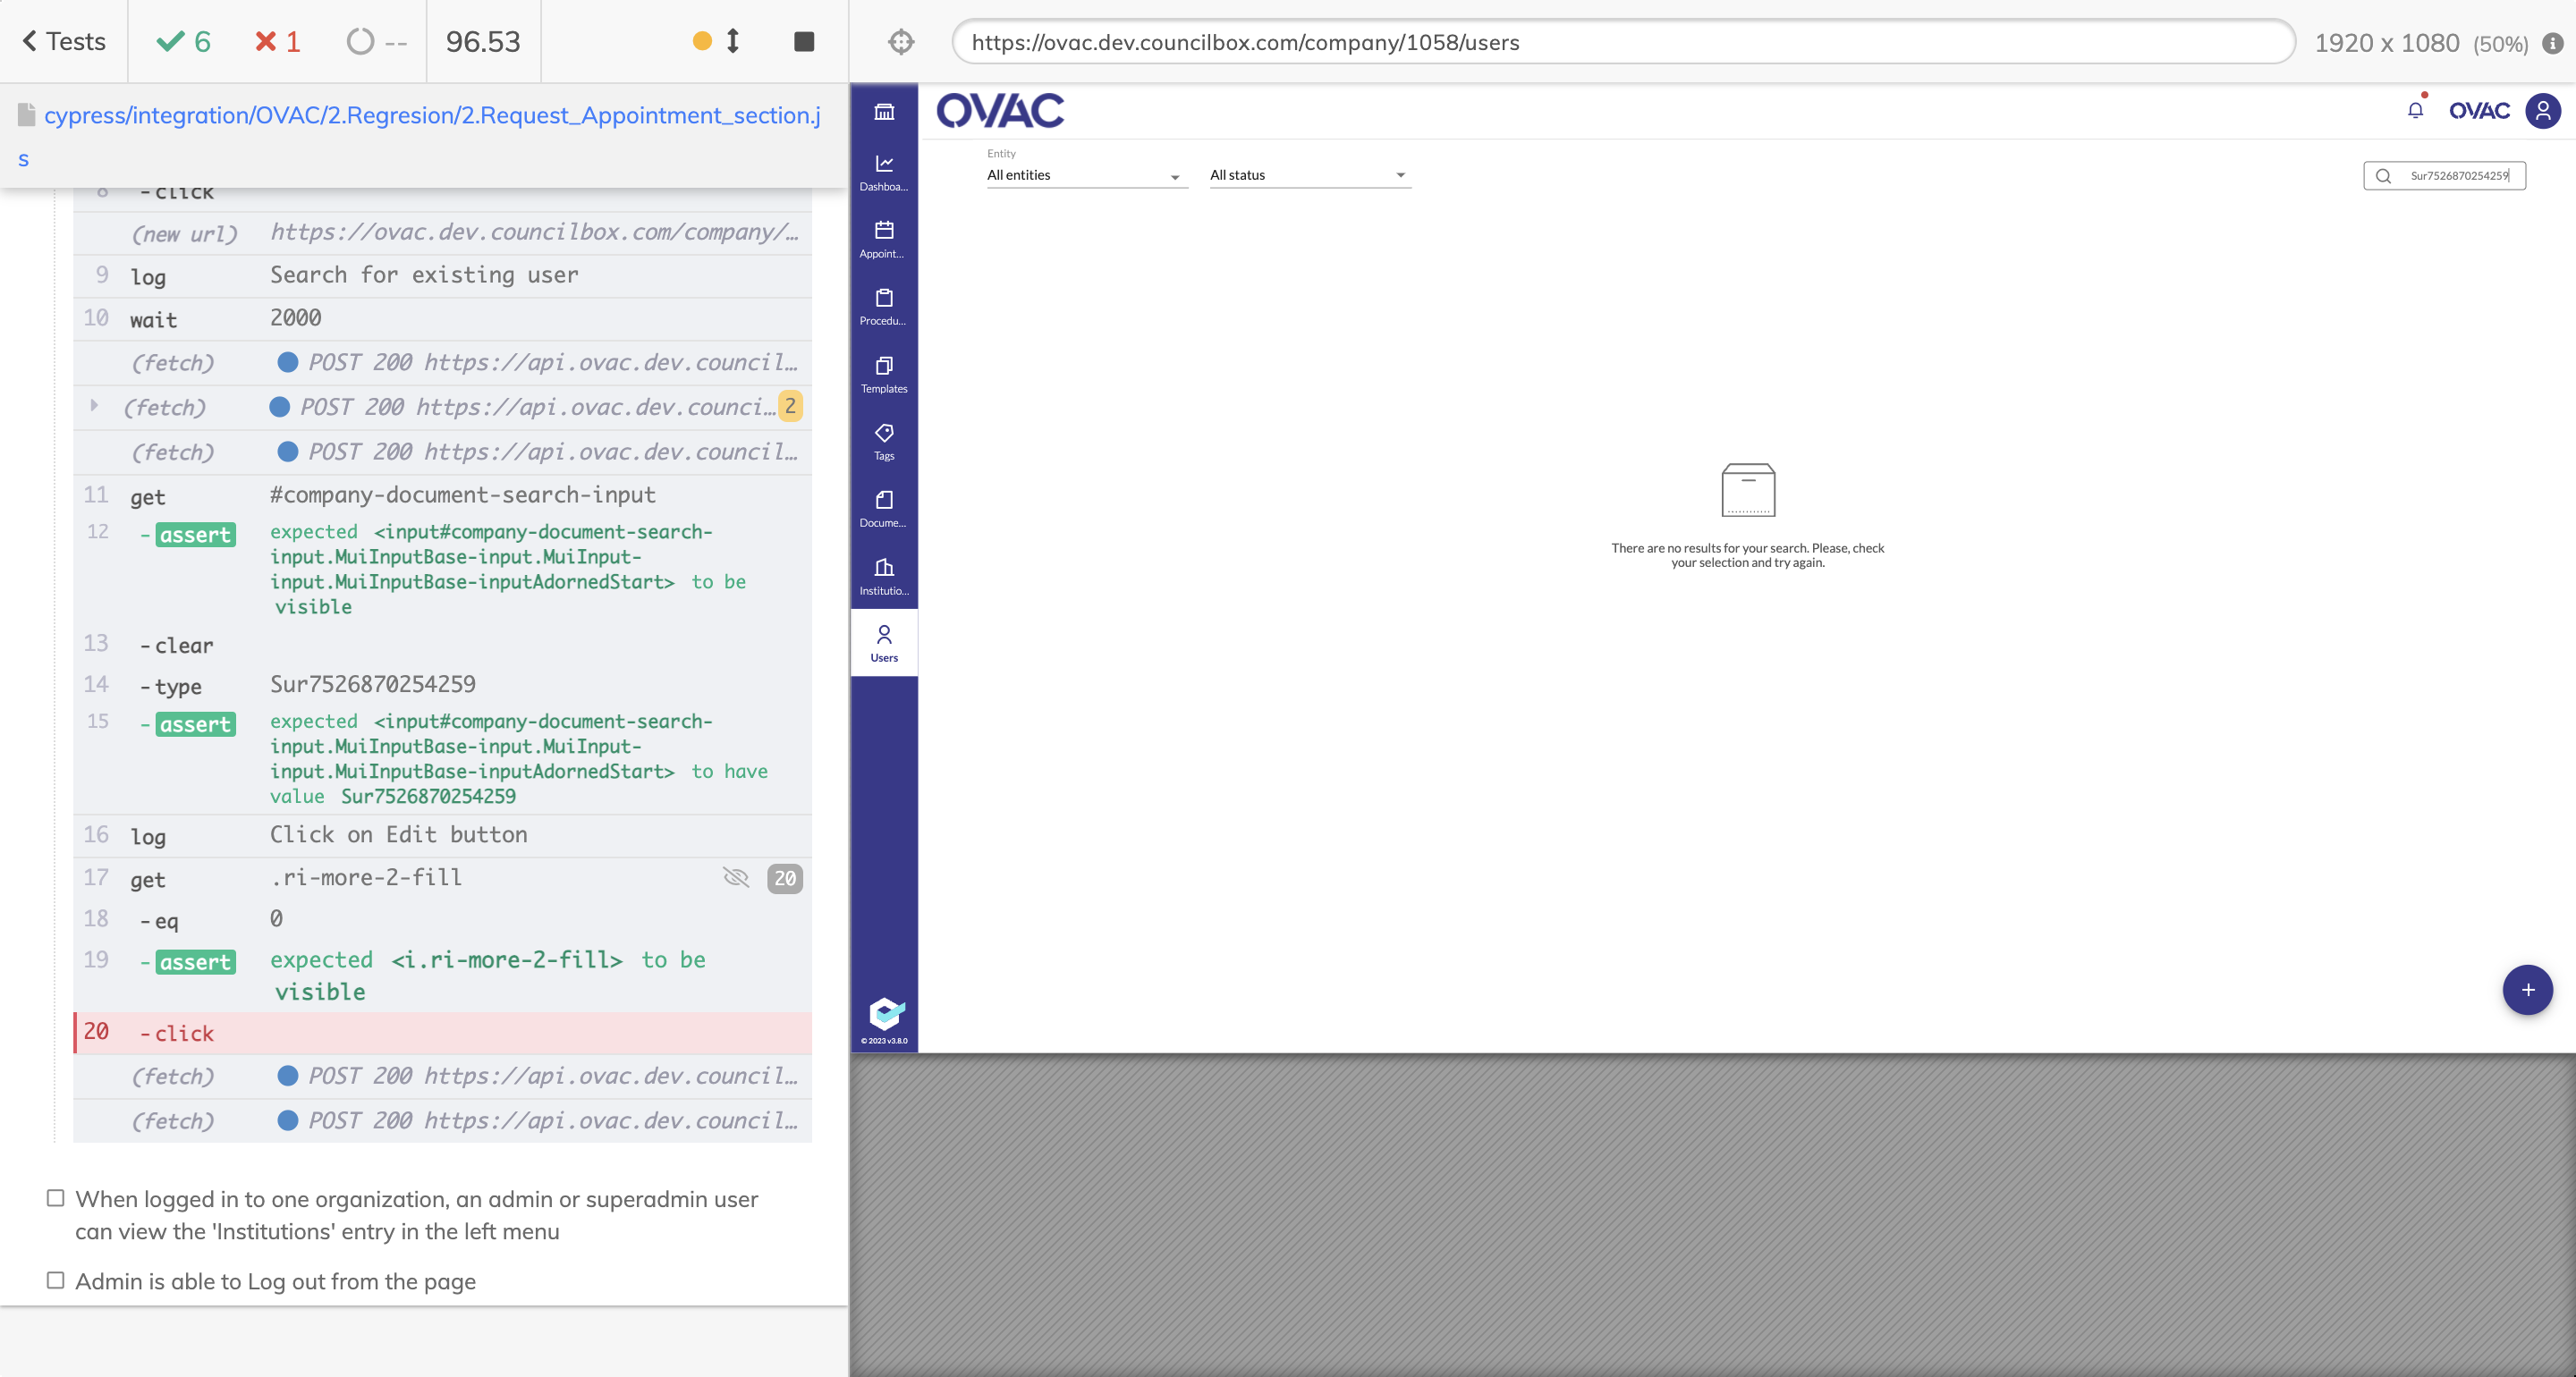 Tests
6
1
--
96.53
https://ovac.dev.councilbox.com/company/1058/users
1920 x 1080 (50%)
cypress/integration/OVAC/2.Regresion/2.Request_Appointment_section.j
s
8 - click
(new url) https://ovac.dev.councilbox.com/company/…
9 log Search for existing user
10 wait 2000
(fetch) POST 200 https://api.ovac.dev.council…
(fetch) POST 200 https://api.ovac.dev.counci… 2
(fetch) POST 200 https://api.ovac.dev.council…
11 get #company-document-search-input
12 - assert expected <input#company-document-search-
input.MuiInputBase-input.MuiInput-
input.MuiInputBase-inputAdornedStart> to be
visible
13 - clear
14 - type Sur7526870254259
15 - assert expected <input#company-document-search-
input.MuiInputBase-input.MuiInput-
input.MuiInputBase-inputAdornedStart> to have
value Sur7526870254259
16 log Click on Edit button
17 get .ri-more-2-fill 20
18 - eq 0
19 - assert expected <i.ri-more-2-fill> to be
visible
20 - click
(fetch) POST 200 https://api.ovac.dev.council…
(fetch) POST 200 https://api.ovac.dev.council…
When logged in to one organization, an admin or superadmin user
can view the 'Institutions' entry in the left menu
Admin is able to Log out from the page
OVAC
OVAC
Dashboa...
Appoint...
Procedu...
Templates
Tags
Docume...
Institutio...
Users
© 2023 v3.8.0
Entity
All entities
All status
Sur7526870254259
There are no results for your search. Please, check
your selection and try again.
+